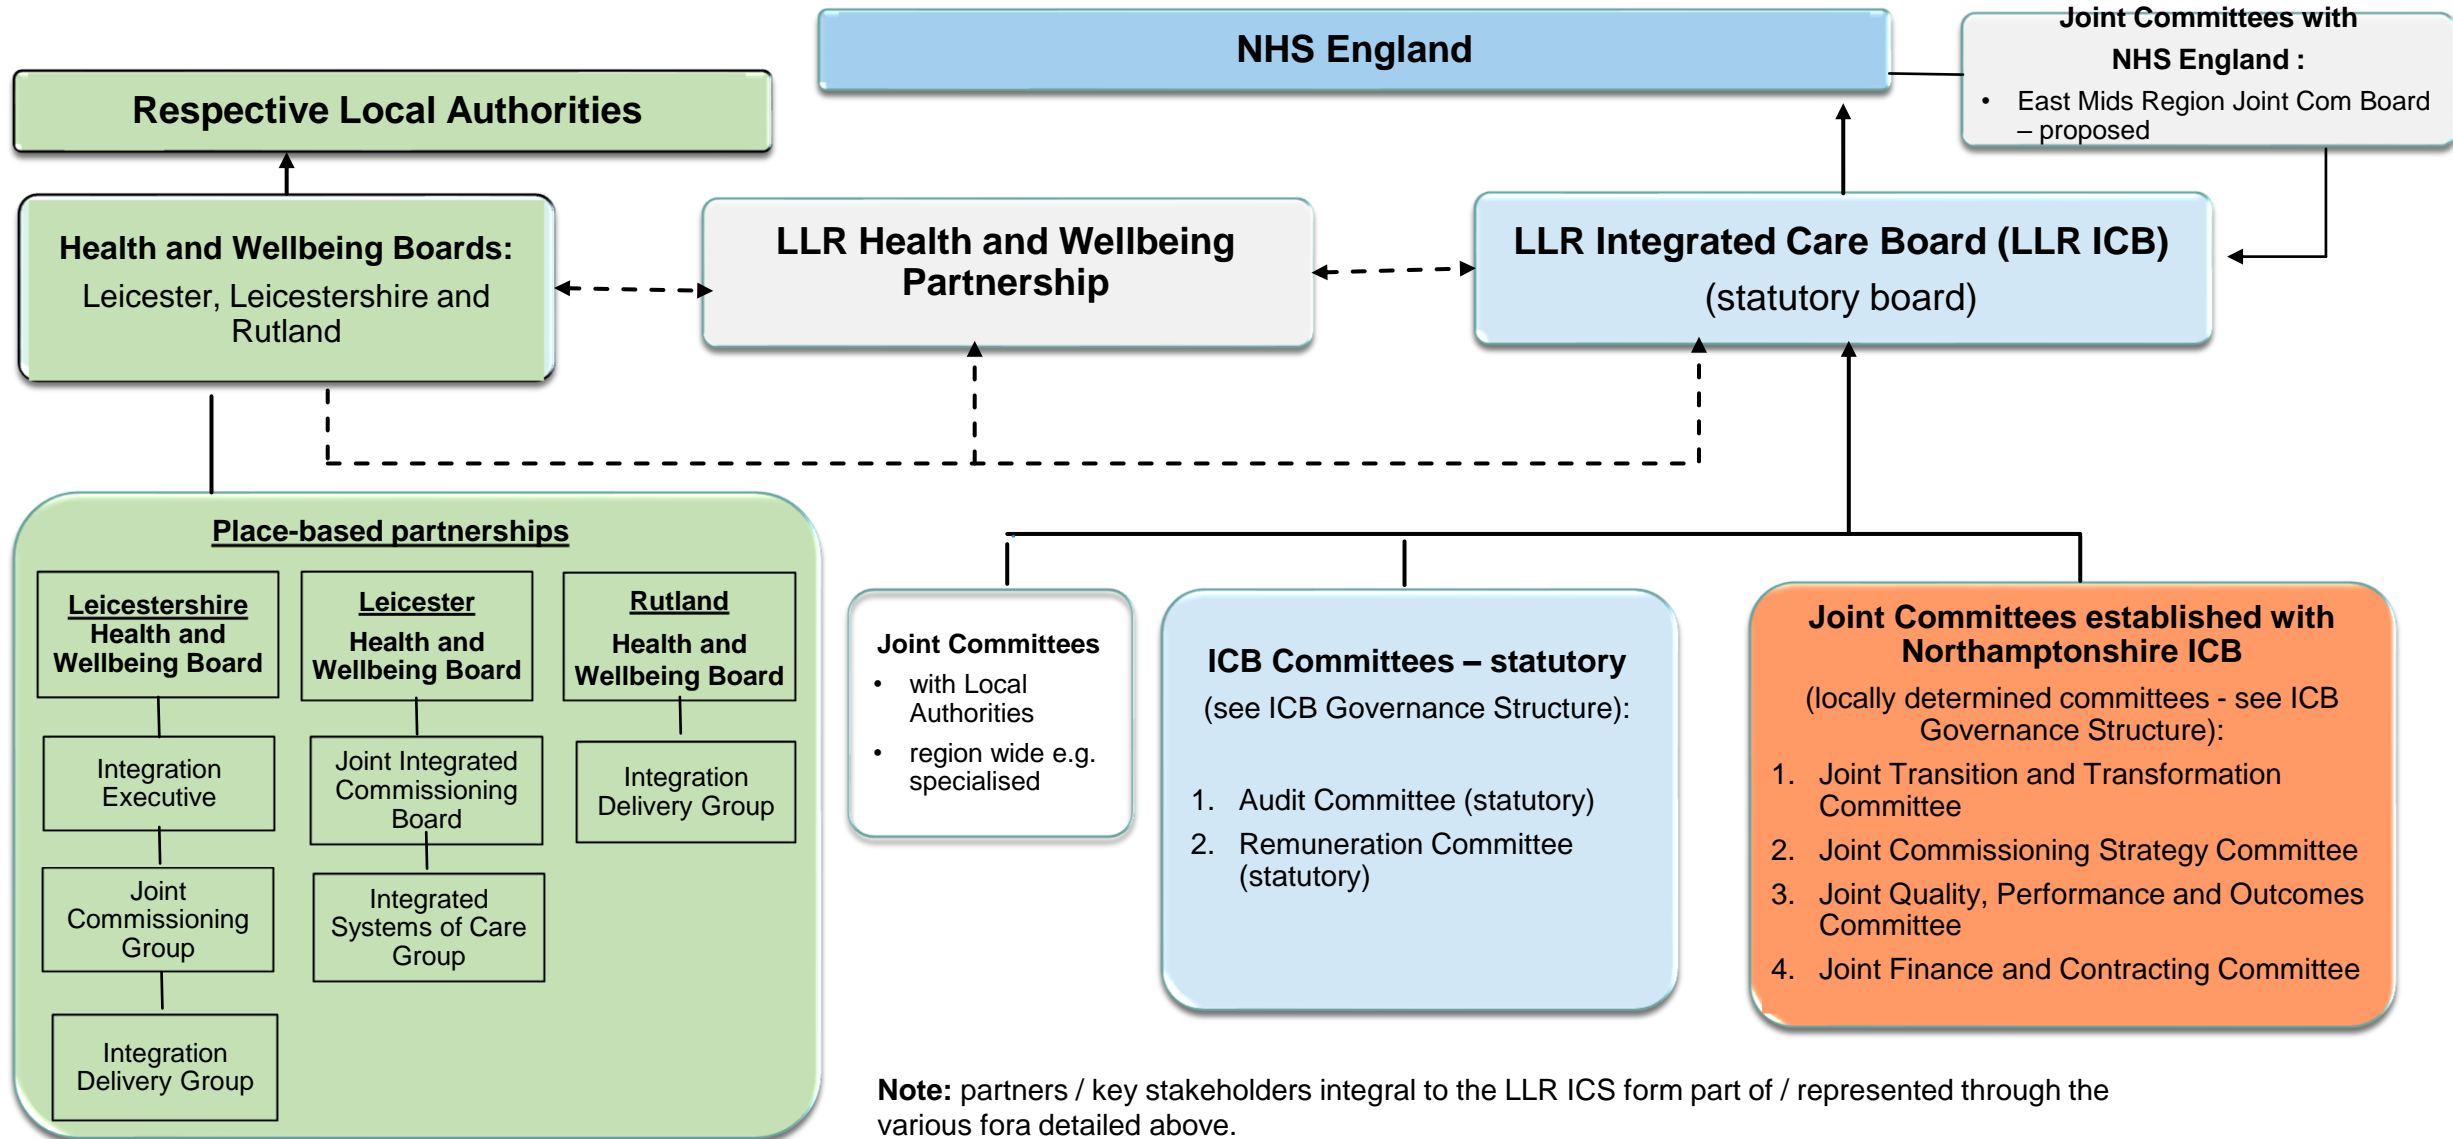 NHS England
Joint Committees with
NHS England :
• East Mids Region Joint Com Board
– proposed
Respective Local Authorities
Health and Wellbeing Boards:
Leicester, Leicestershire and
Rutland
LLR Health and Wellbeing
Partnership
LLR Integrated Care Board (LLR ICB)
(statutory board)
Place-based partnerships
Leicestershire
Health and
Wellbeing Board
Integration
Executive
Joint
Commissioning
Group
Integration
Delivery Group
Leicester
Health and
Wellbeing Board
Joint Integrated
Commissioning
Board
Integrated
Systems of Care
Group
Rutland
Health and
Wellbeing Board
Integration
Delivery Group
Joint Committees
• with Local
Authorities
• region wide e.g.
specialised
ICB Committees – statutory
(see ICB Governance Structure):
1. Audit Committee (statutory)
2. Remuneration Committee
(statutory)
Joint Committees established with
Northamptonshire ICB
(locally determined committees - see ICB
Governance Structure):
1. Joint Transition and Transformation
Committee
2. Joint Commissioning Strategy Committee
3. Joint Quality, Performance and Outcomes
Committee
4. Joint Finance and Contracting Committee
Note: partners / key stakeholders integral to the LLR ICS form part of / represented through the
various fora detailed above.